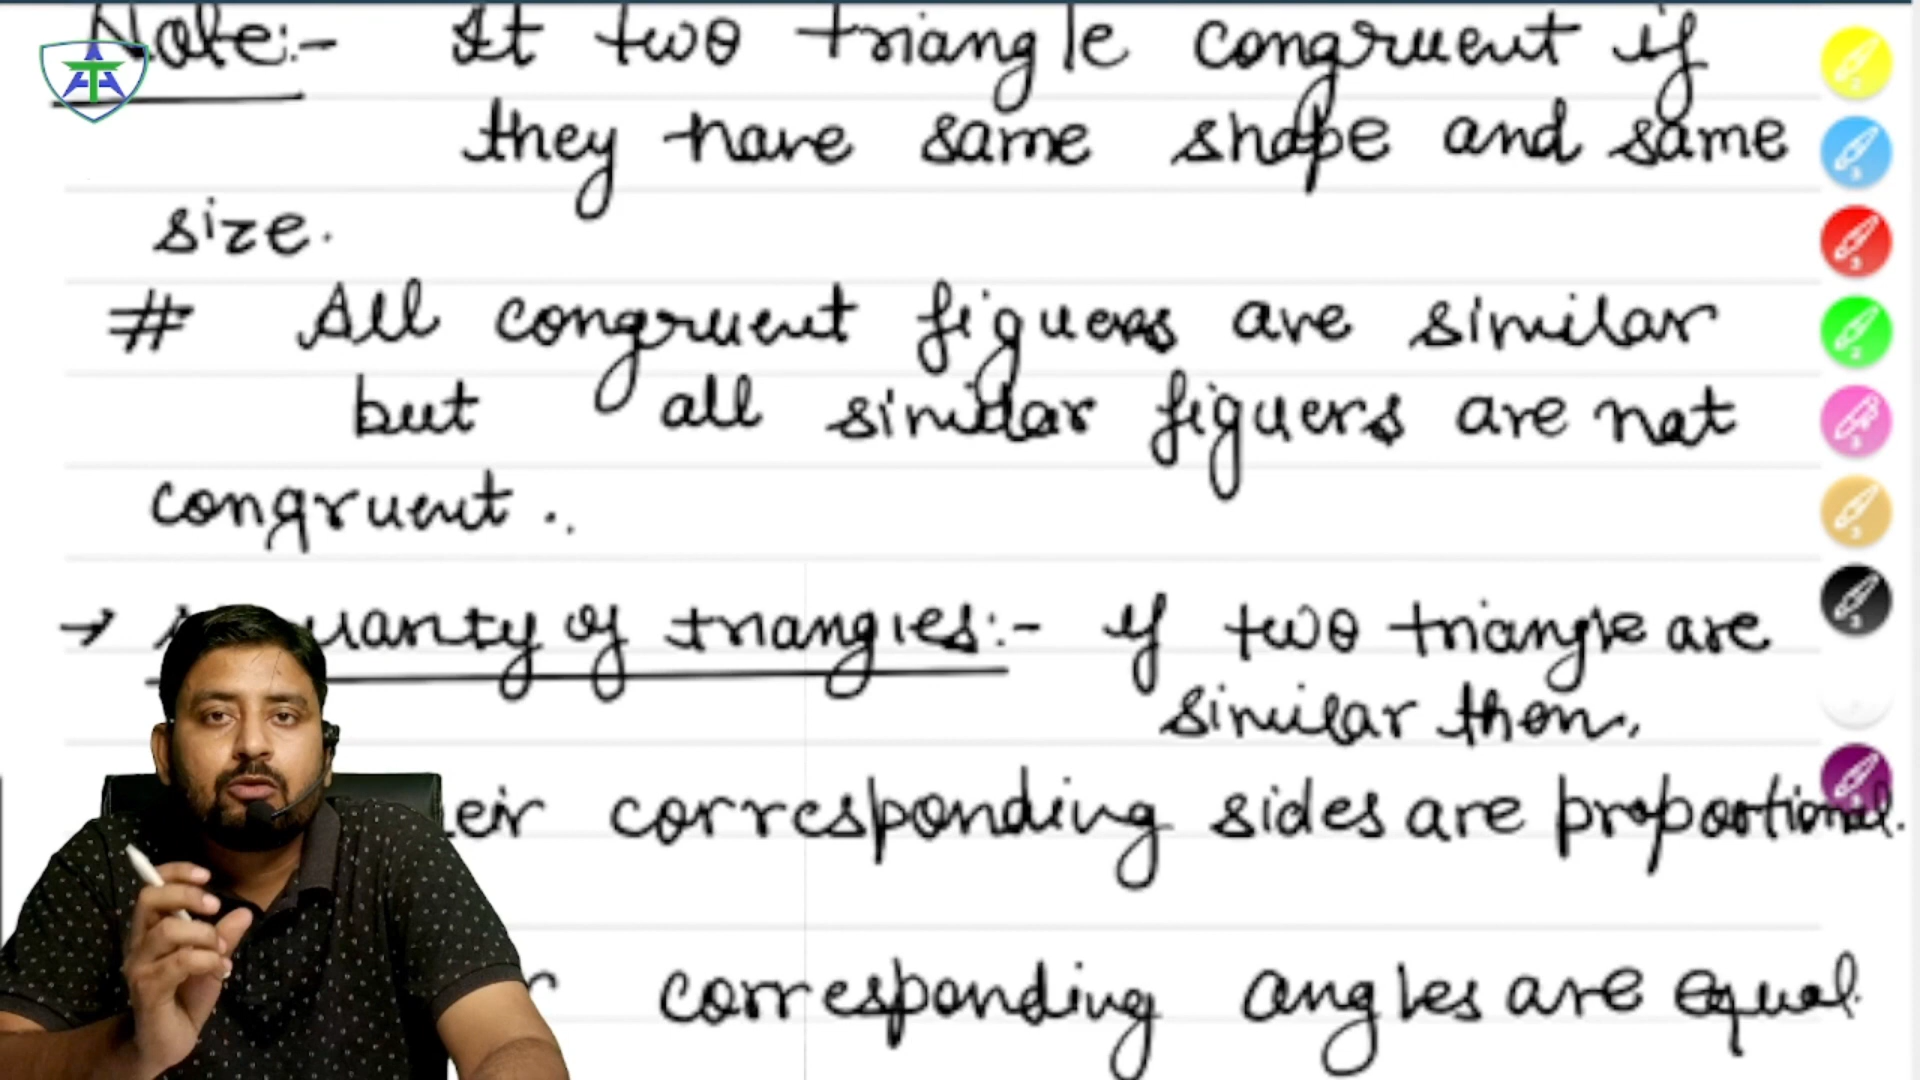 Note:- It two triangle congruent if
they have same shape and same
size.
# All congruent figuers are similar
but all similar figuers are not
congruent ..
→ of triangles:- if two triangle are
similar then,
corresponding sides are proportional.
corresponding angles are equal.